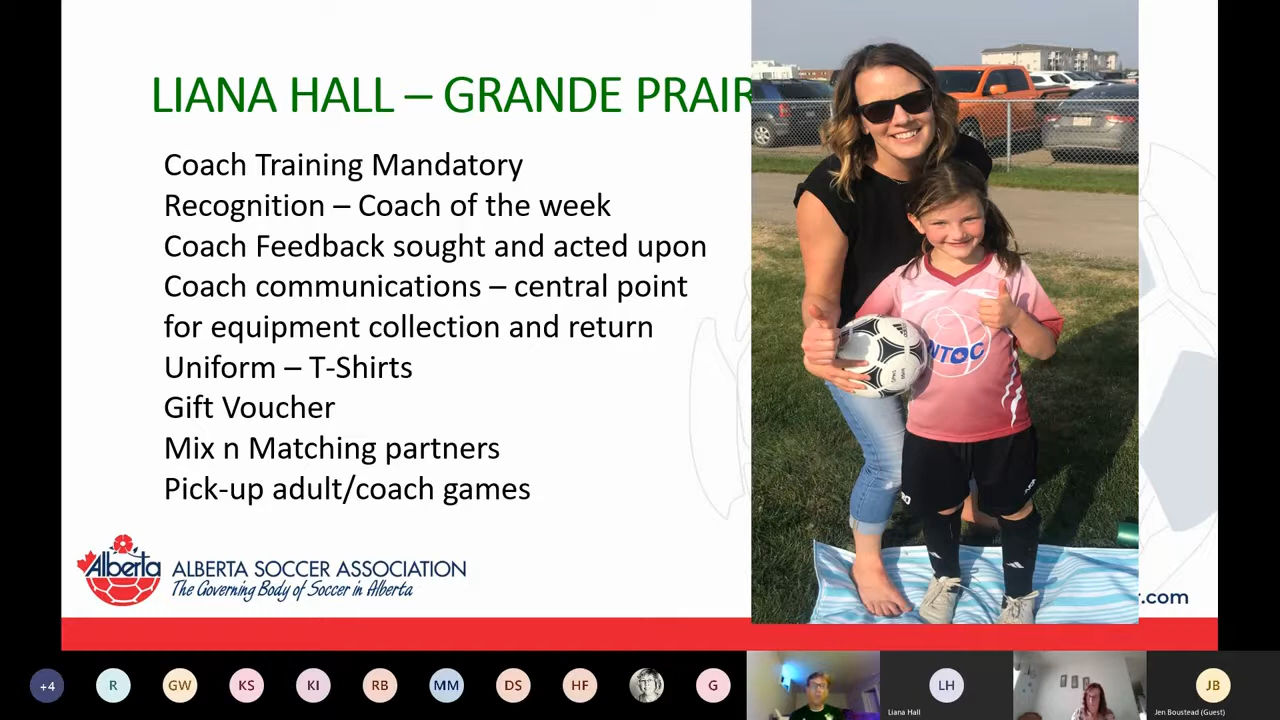 LIANA HALL – GRANDE PRAIR
Coach Training Mandatory
Recognition – Coach of the week
Coach Feedback sought and acted upon
Coach communications – central point
for equipment collection and return
Uniform – T-Shirts
Gift Voucher
Mix n Matching partners
Pick-up adult/coach games
NTOC
Alberta
ALBERTA SOCCER ASSOCIATION
The Governing Body of Soccer in Alberta
.com
+4
R
GW
KS
KI
RB
MM
DS
HF
G
LH
Liana Hall
JB
Jen Boustead (Guest)